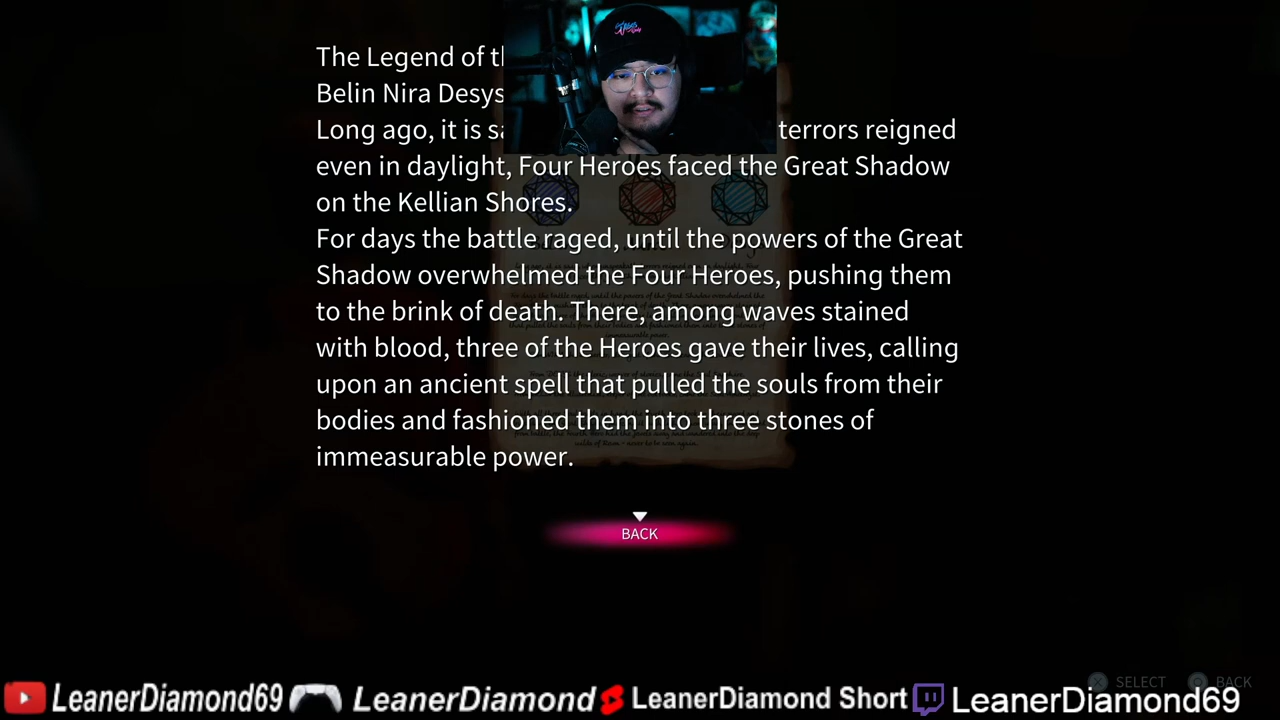 The Legend of
Belin Nira Desys
Long ago, it is terrors reigned
even in daylight, Four Heroes faced the Great Shadow
on the Kellian Shores.
For days the battle raged, until the powers of the Great
Shadow overwhelmed the Four Heroes, pushing them
to the brink of death. There, among waves stained
with blood, three of the Heroes gave their lives, calling
upon an ancient spell that pulled the souls from their
bodies and fashioned them into three stones of
immeasurable power.
BACK
SELECT BACK
LeanerDiamond69 LeanerDiamond LeanerDiamond Short LeanerDiamond69